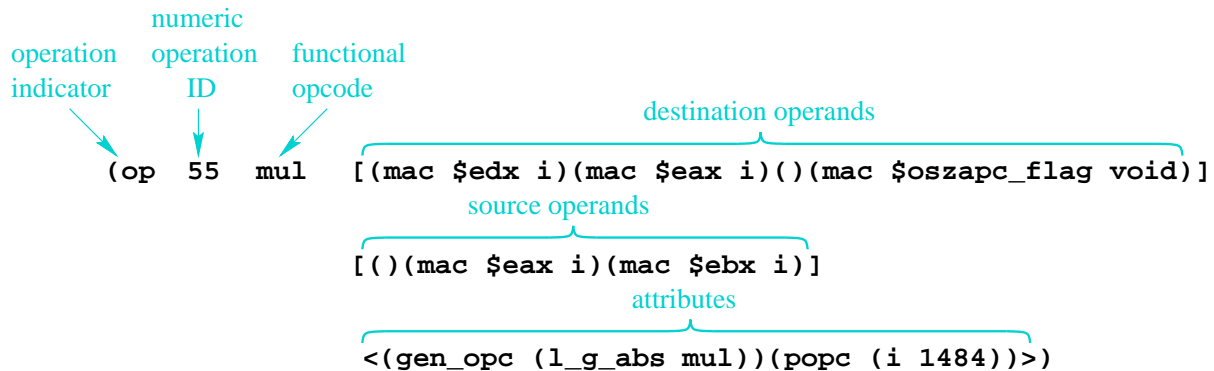 numeric
operation operation functional
indicator ID opcode
destination operands
(op 55 mul [(mac $edx i)(mac $eax i)()(mac $oszapc_flag void)]
source operands
[()(mac $eax i)(mac $ebx i)]
attributes
<(gen_opc (l_g_abs mul))(popc (i 1484))>)